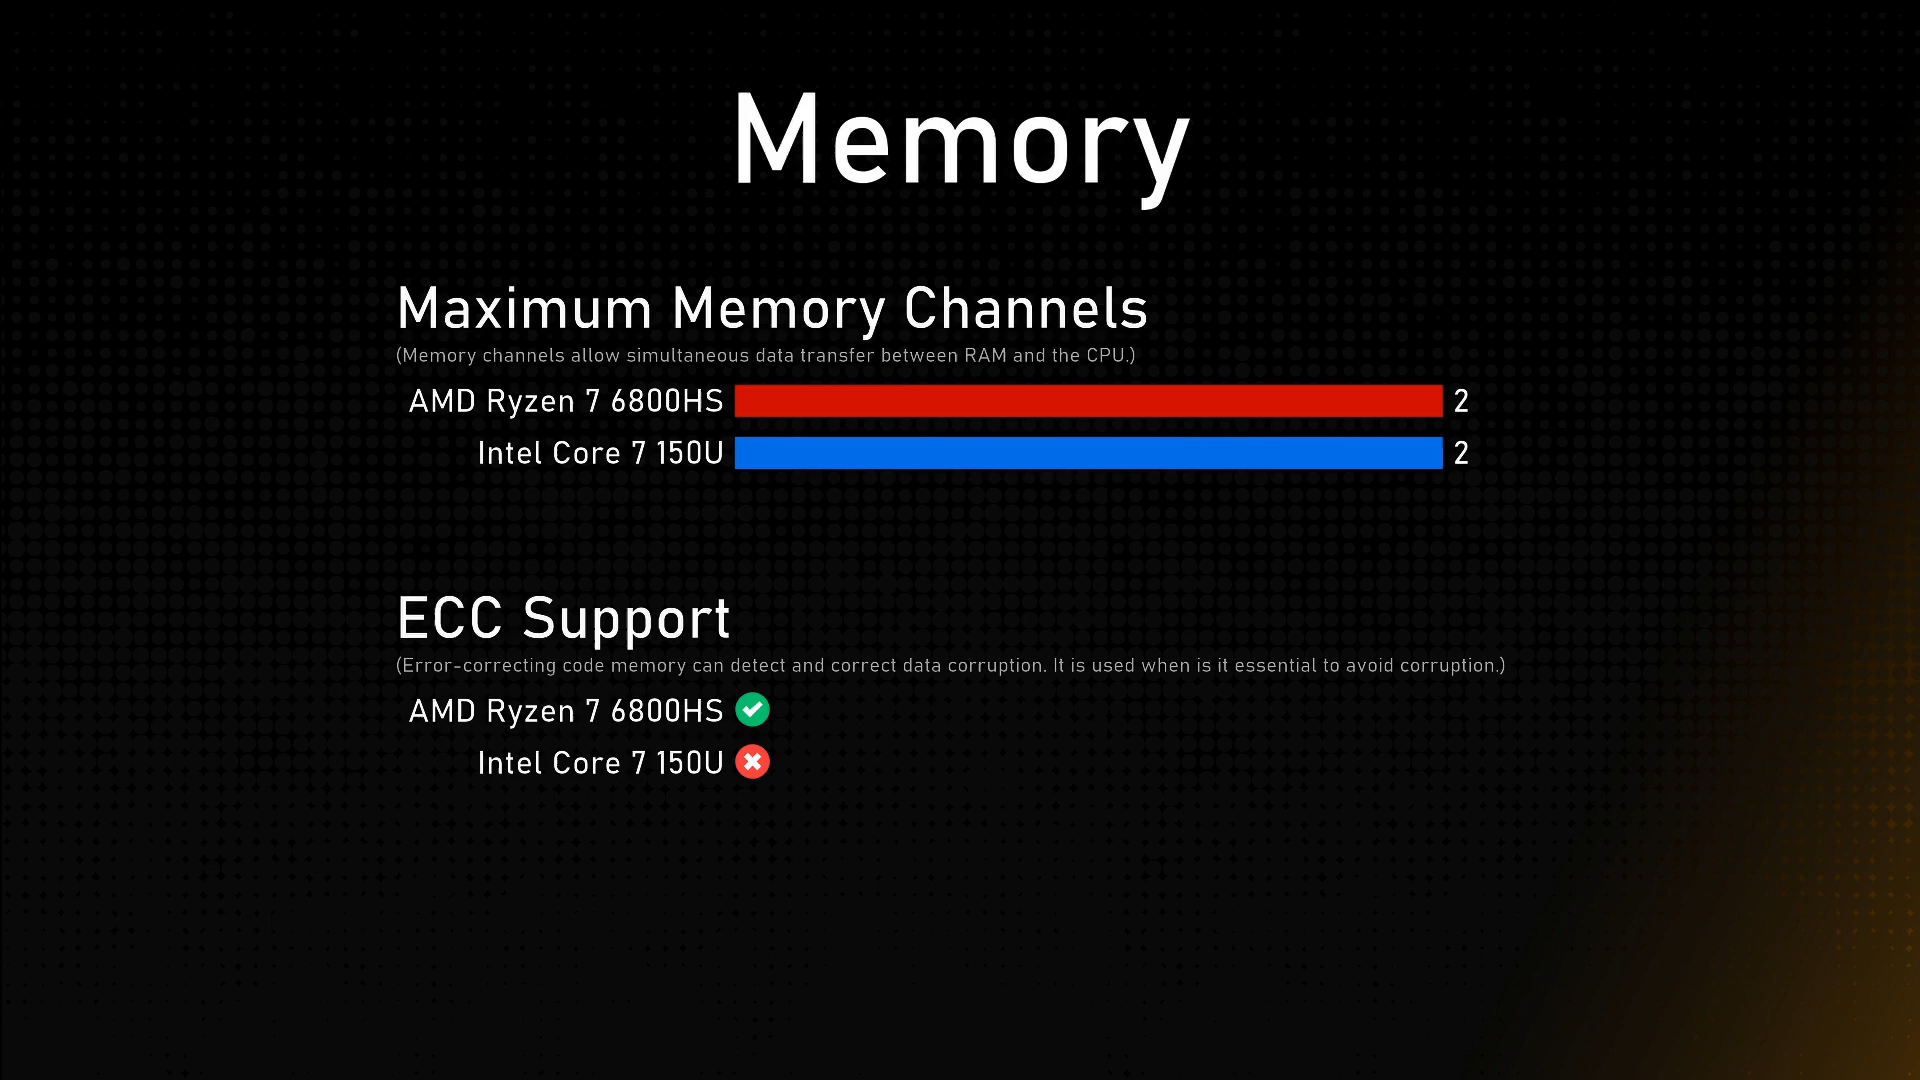 Memory
Maximum Memory Channels
(Memory channels allow simultaneous data transfer between RAM and the CPU.)
AMD Ryzen 7 6800HS 2
Intel Core 7 150U 2
ECC Support
(Error-correcting code memory can detect and correct data corruption. It is used when is it essential to avoid corruption.)
AMD Ryzen 7 6800HS
Intel Core 7 150U